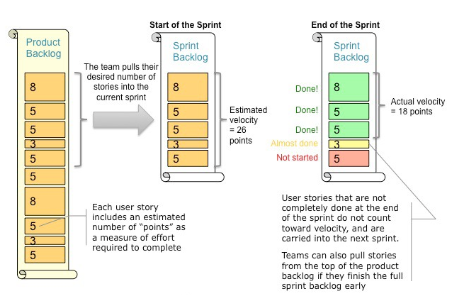 Start of the Sprint
End of the Sprint
Product
Backlog
8
5
5
3
5
5
8
5
3
5
The team pulls their
desired number of
stories into the
current sprint
Each user story
includes an estimated
number of "points" as
a measure of effort
required to complete
Sprint
Backlog
8
5
5
3
5
Estimated
velocity
= 26
points
Sprint
Backlog
Done!
8
Done!
5
Done!
5
Almost done
3
Not started
5
Actual velocity
= 18 points
User stories that are not
completely done at the end
of the sprint do not count
toward velocity, and are
carried into the next sprint.
Teams can also pull stories
from the top of the product
backlog if they finish the full
sprint backlog early